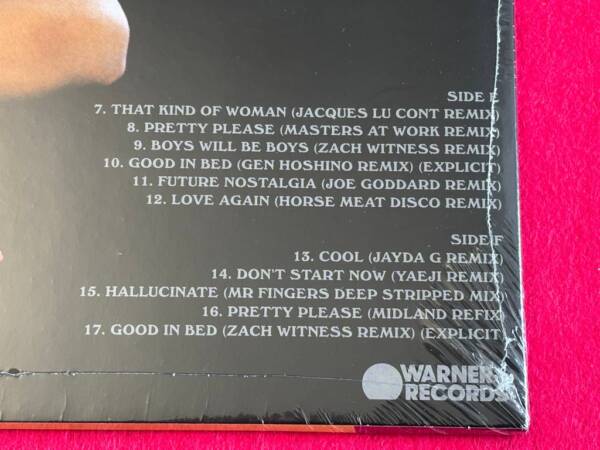 SIDE E
7. THAT KIND OF WOMAN (JACQUES LU CONT REMIX)
8. PRETTY PLEASE (MASTERS AT WORK REMIX)
9. BOYS WILL BE BOYS (ZACH WITNESS REMIX)
10. GOOD IN BED (GEN HOSHINO REMIX) (EXPLICIT)
11. FUTURE NOSTALGIA (JOE GODDARD REMIX)
12. LOVE AGAIN (HORSE MEAT DISCO REMIX)
SIDE F
13. COOL (JAYDA G REMIX)
14. DON'T START NOW (YAEJI REMIX)
15. HALLUCINATE (MR FINGERS DEEP STRIPPED MIX)
16. PRETTY PLEASE (MIDLAND REFIX)
17. GOOD IN BED (ZACH WITNESS REMIX) (EXPLICIT)
WARNER
RECORDS